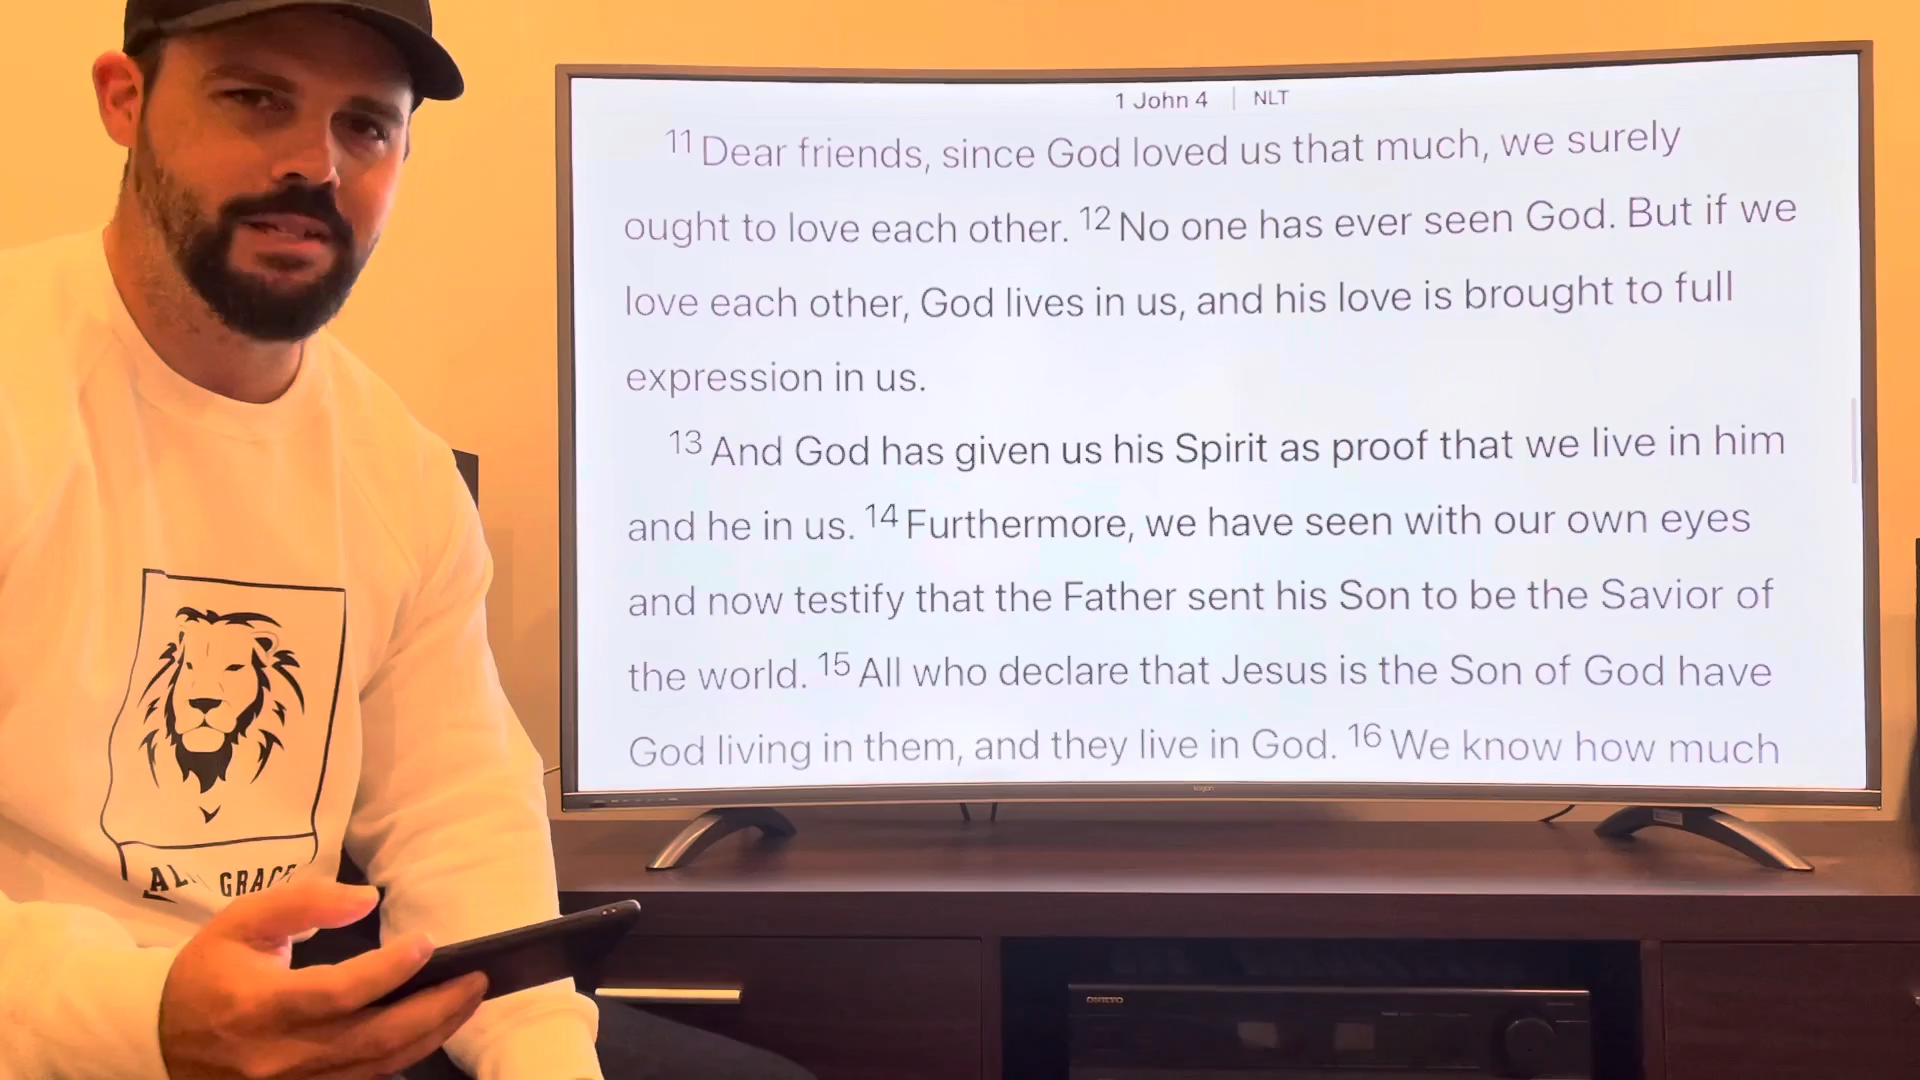 1 John 4 | NLT
11 Dear friends, since God loved us that much, we surely
ought to love each other. 12 No one has ever seen God. But if we
love each other, God lives in us, and his love is brought to full
expression in us.
13 And God has given us his Spirit as proof that we live in him
and he in us. 14 Furthermore, we have seen with our own eyes
and now testify that the Father sent his Son to be the Savior of
the world. 15 All who declare that Jesus is the Son of God have
God living in them, and they live in God. 16 We know how much
kogan
GRACE
ONKYO